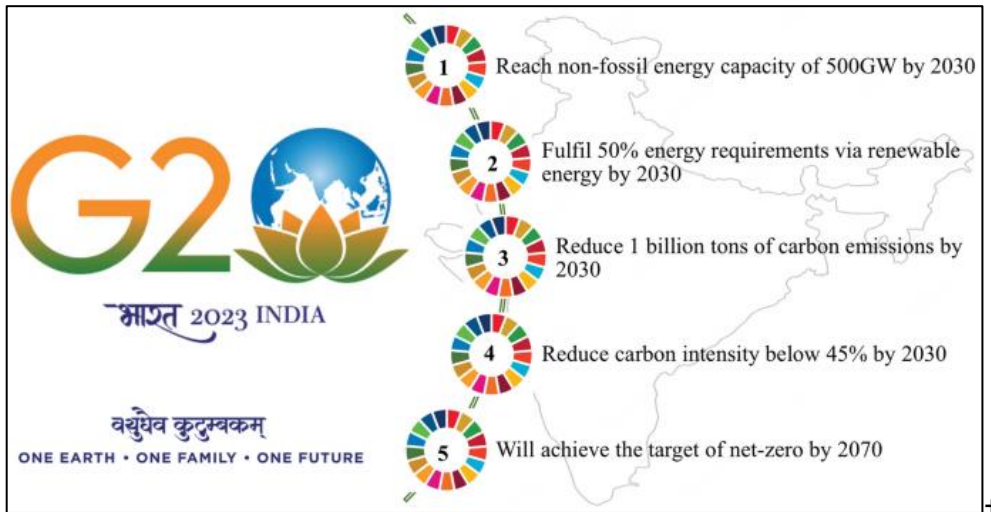 G20
भारत 2023 INDIA
वसुधैव कुटुम्बकम्
ONE EARTH • ONE FAMILY • ONE FUTURE
1
Reach non-fossil energy capacity of 500GW by 2030
2
Fulfil 50% energy requirements via renewable
energy by 2030
3
Reduce 1 billion tons of carbon emissions by
2030
4
Reduce carbon intensity below 45% by 2030
5
Will achieve the target of net-zero by 2070